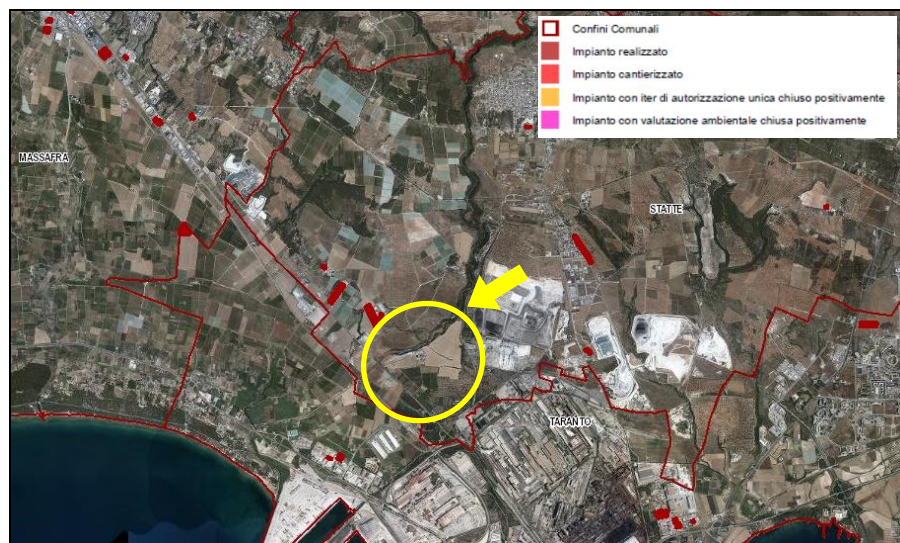 Confini Comunali
Impianto realizzato
Impianto cantierizzato
Impianto con iter di autorizzazione unica chiuso positivamente
Impianto con valutazione ambientale chiusa positivamente
MASSAFRA
STATTE
TARANTO